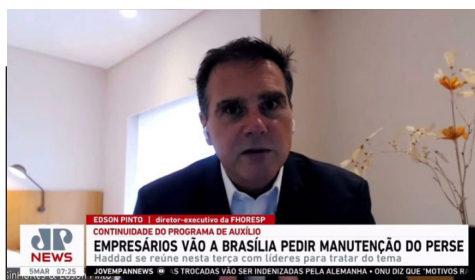 EDSON PINTO | diretor-executivo da FHORESP
CONTINUIDADE DO PROGRAMA DE AUXÍLIO
EMPRESÁRIOS VÃO A BRASÍLIA PEDIR MANUTENÇÃO DO PERSE
Haddad se reúne nesta terça com líderes para tratar do tema
JP
NEWS
5MAR 07:25 JOVEMPANNEWS AS TROCADAS VÃO SER INDENIZADAS PELA ALEMANHA • ONU DIZ QUE "MOTIVOS
& Edson Pinto